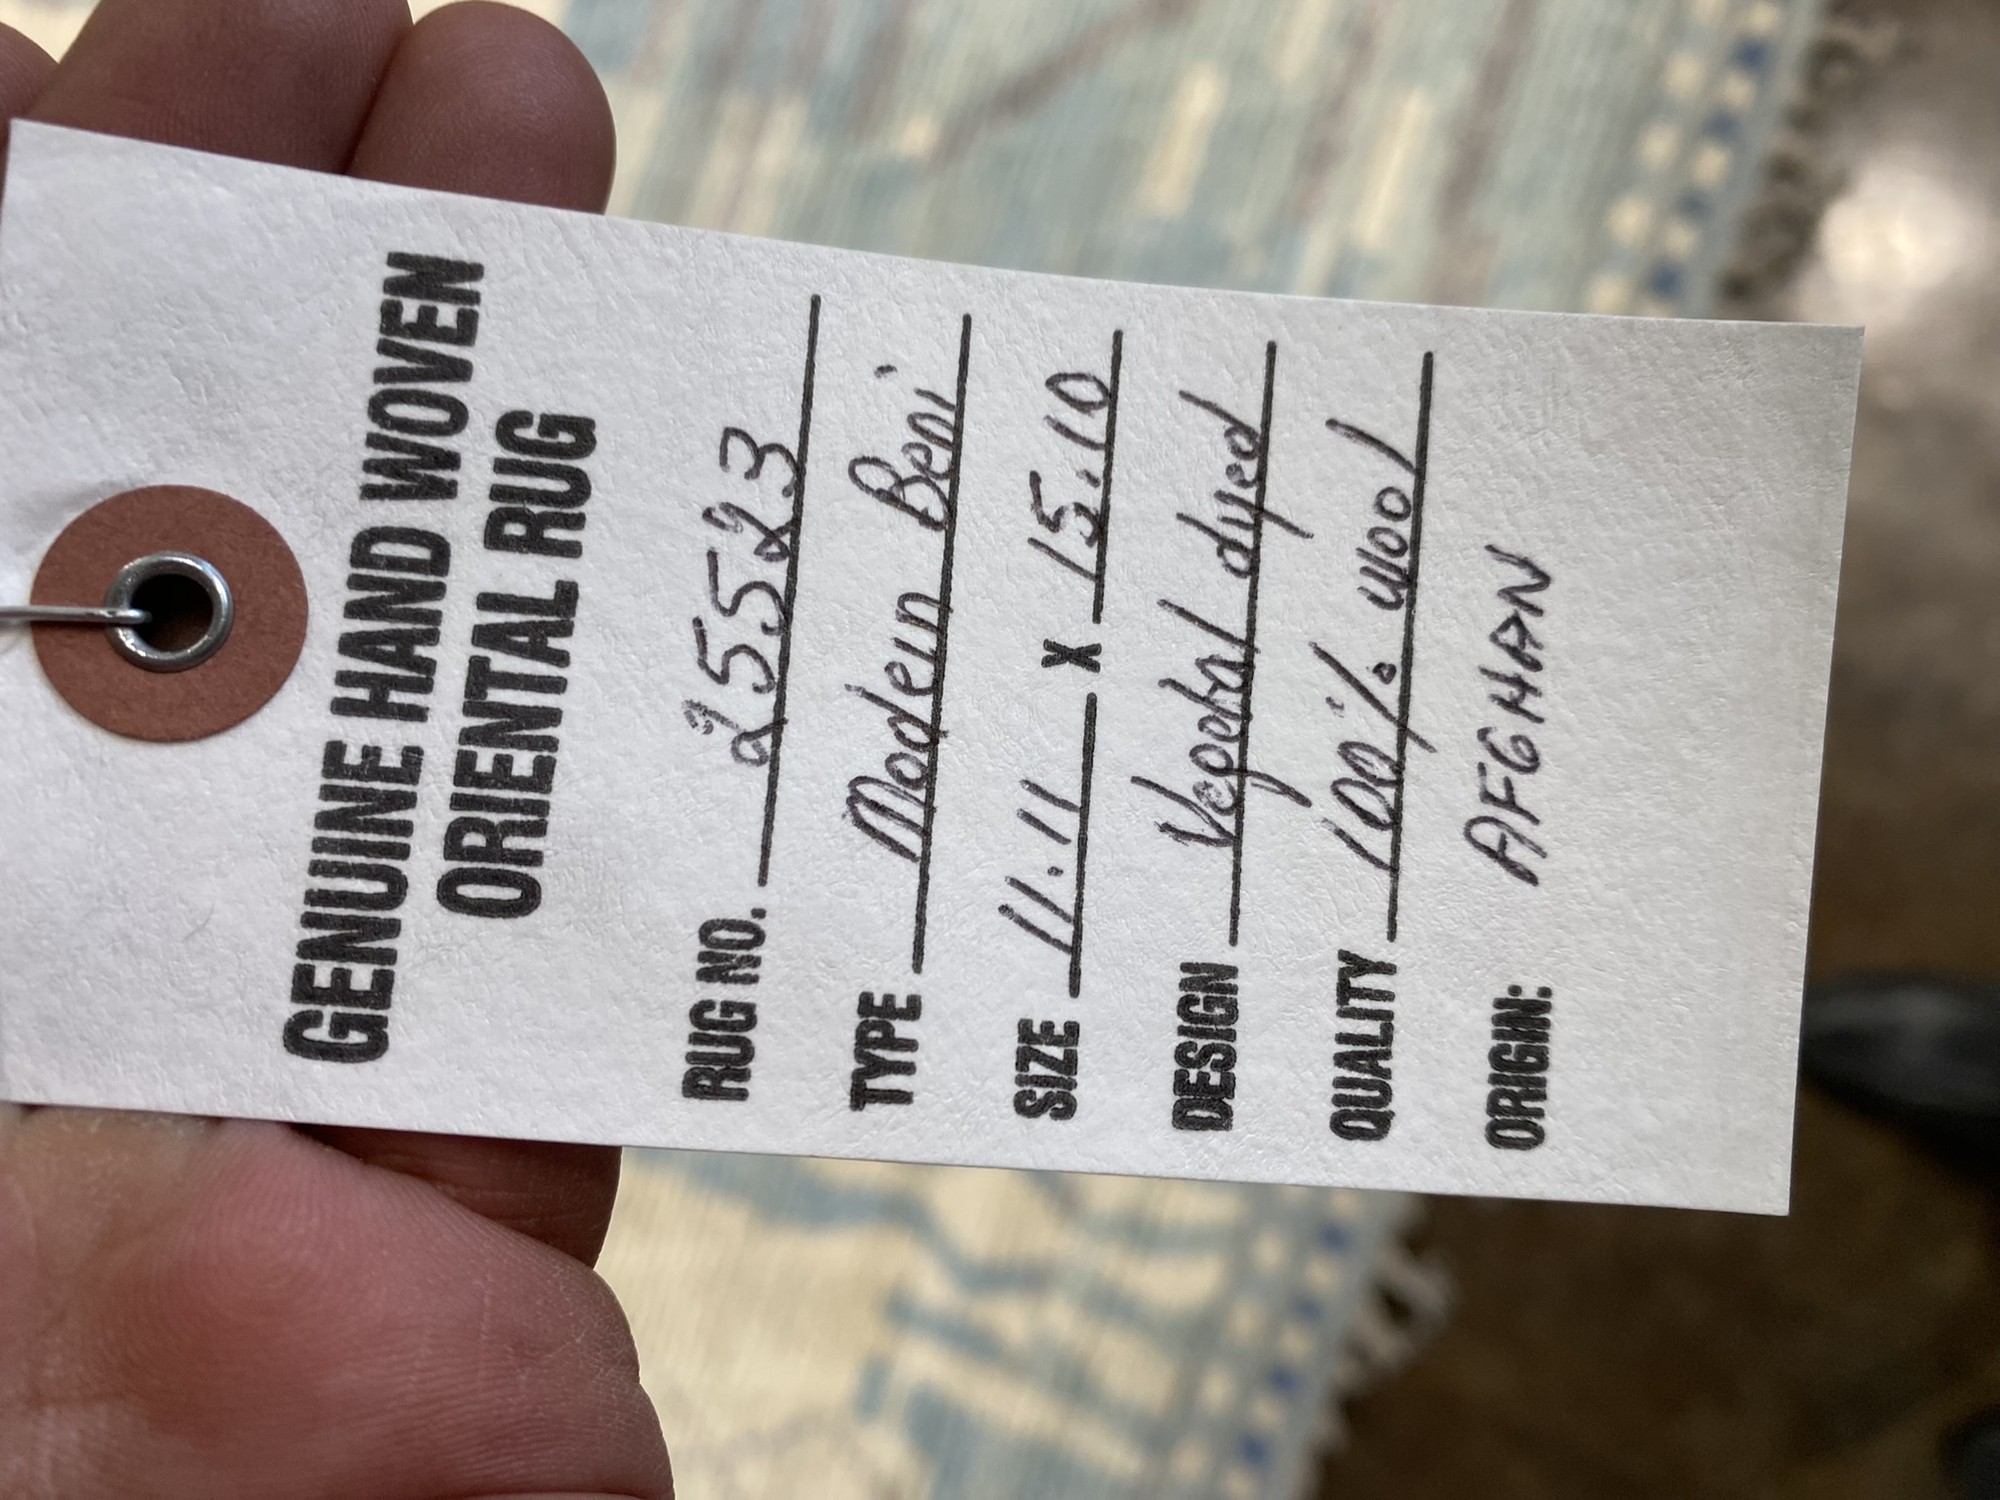 GENUINE HAND WOVEN
ORIENTAL RUG
RUG NO. 25523
TYPE Modern Beni
SIZE 11.11 X 15.10
DESIGN Vegotal dyed
QUALITY 100% wool
ORIGIN: AFGHAN